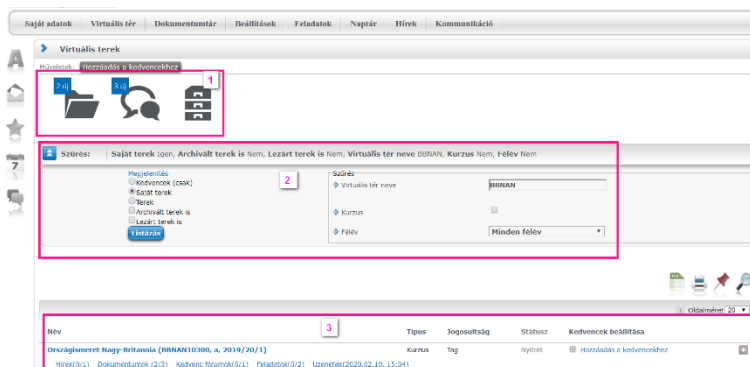 Saját adatok Virtuális tér Dokumentumtár Beállítások Feladatok Naptár Hírek Kommunikáció
Virtuális terek
Műveletek: Hozzáadás a kedvencekhez
1
2 új 3 új
7
Szűrés: Saját terek Igen, Archivált terek is Nem, Lezárt terek is Nem, Virtuális tér neve BBNAN, Kurzus Nem, Félév Nem
Megjelenítés
Kedvencek (csak)
Saját terek
Terek
Archivált terek is
Lezárt terek is
Listázás
2
Szűrés
Virtuális tér neve BBNAN
Kurzus
Félév Minden félév
Oldalméret 20
3
Név Típus Jogosultság Státusz Kedvencek beállítása
Országismeret Nagy-Britannia (BBNAN10300, a, 2019/20/1) Kurzus Tag Nyitott Hozzáadás a kedvencekhez
Hírek(0/1) Dokumentumok (2/3) Kedvenc fórumok(0/1) Feladatok(0/2) Üzenetek(2020.02.10. 15:04)